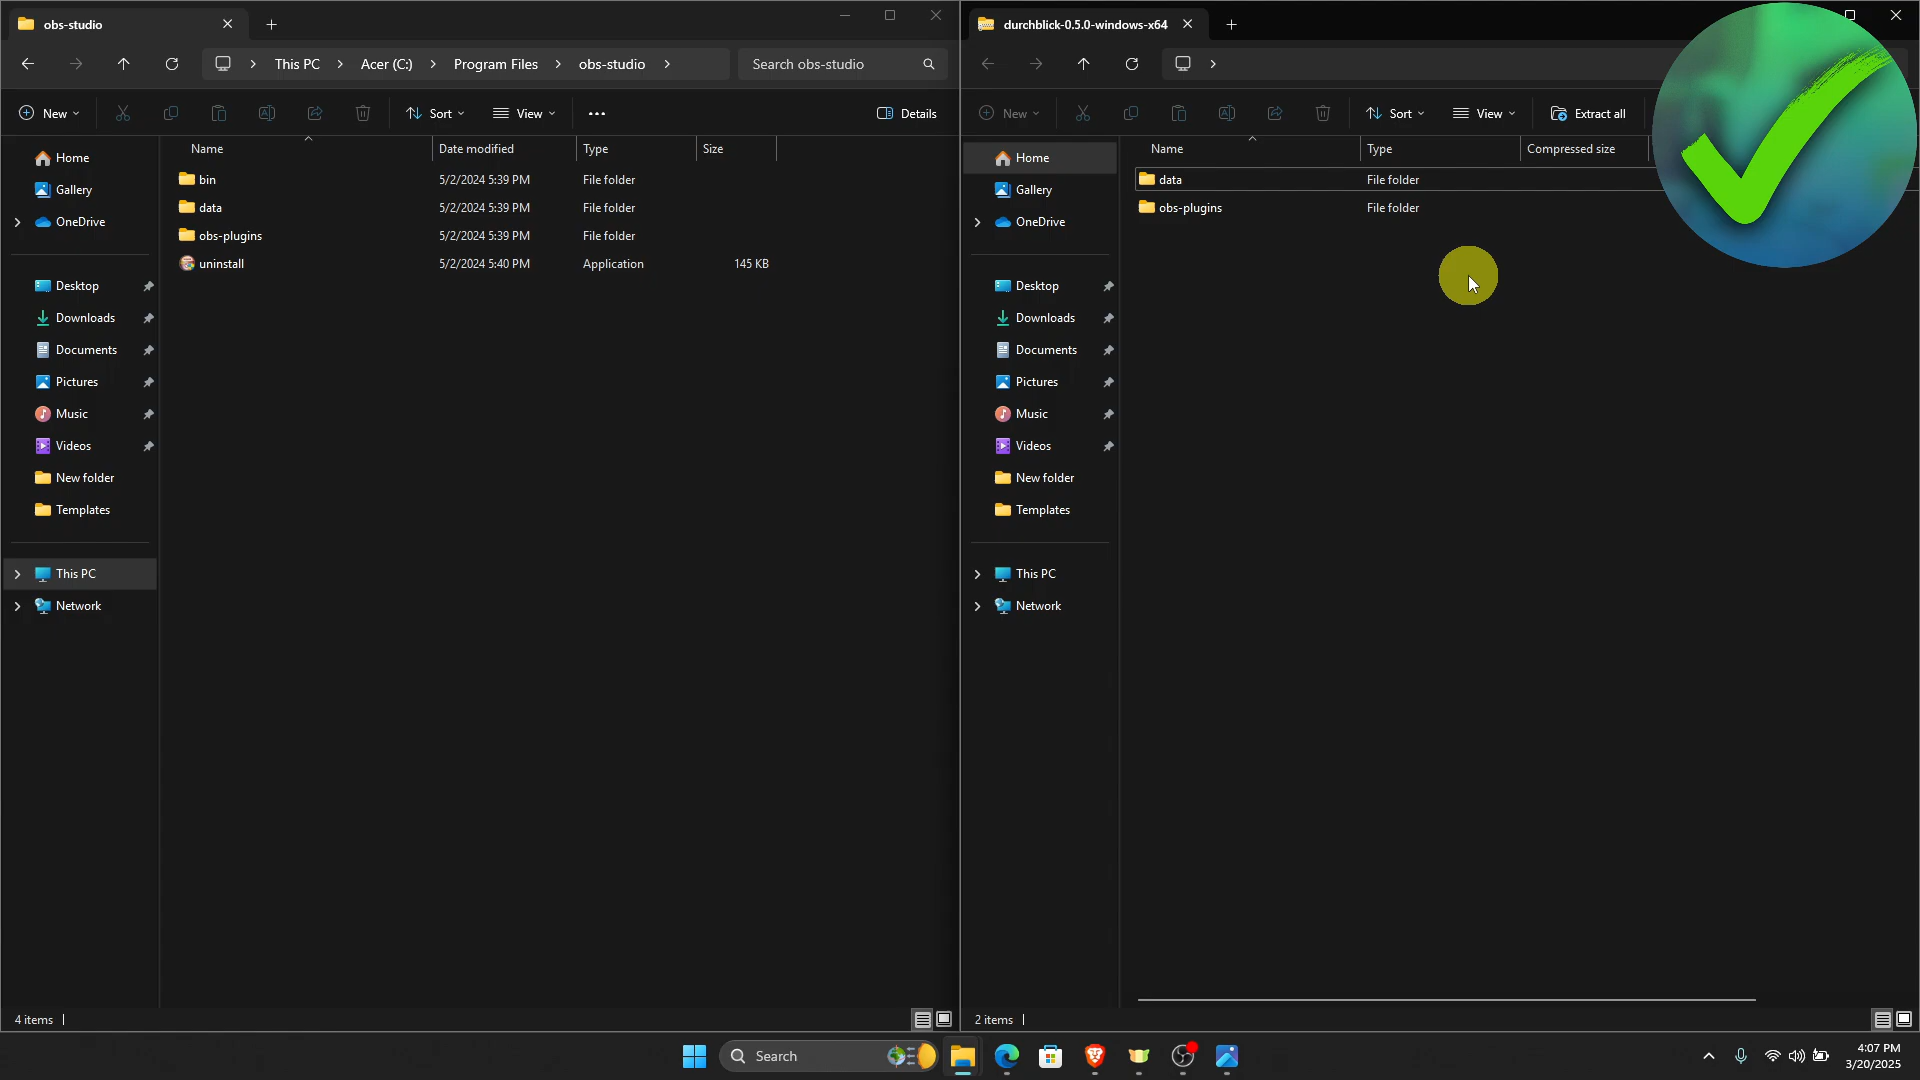 obs-studio
This PC
Acer (C:)
Program Files
obs-studio
Search obs-studio
New
Sort
View
Details
Name
Date modified
Type
Size
bin 5/2/2024 5:39 PM File folder
data 5/2/2024 5:39 PM File folder
obs-plugins 5/2/2024 5:39 PM File folder
uninstall 5/2/2024 5:40 PM Application 145 KB
Home
Gallery
OneDrive
Desktop
Downloads
Documents
Pictures
Music
Videos
New folder
Templates
This PC
Network
4 items
durchblick-0.5.0-windows-x64
New
Sort
View
Extract all
Name
Type
Compressed size
data File folder
obs-plugins File folder
Home
Gallery
OneDrive
Desktop
Downloads
Documents
Pictures
Music
Videos
New folder
Templates
This PC
Network
2 items
Search
4:07 PM
3/20/2025